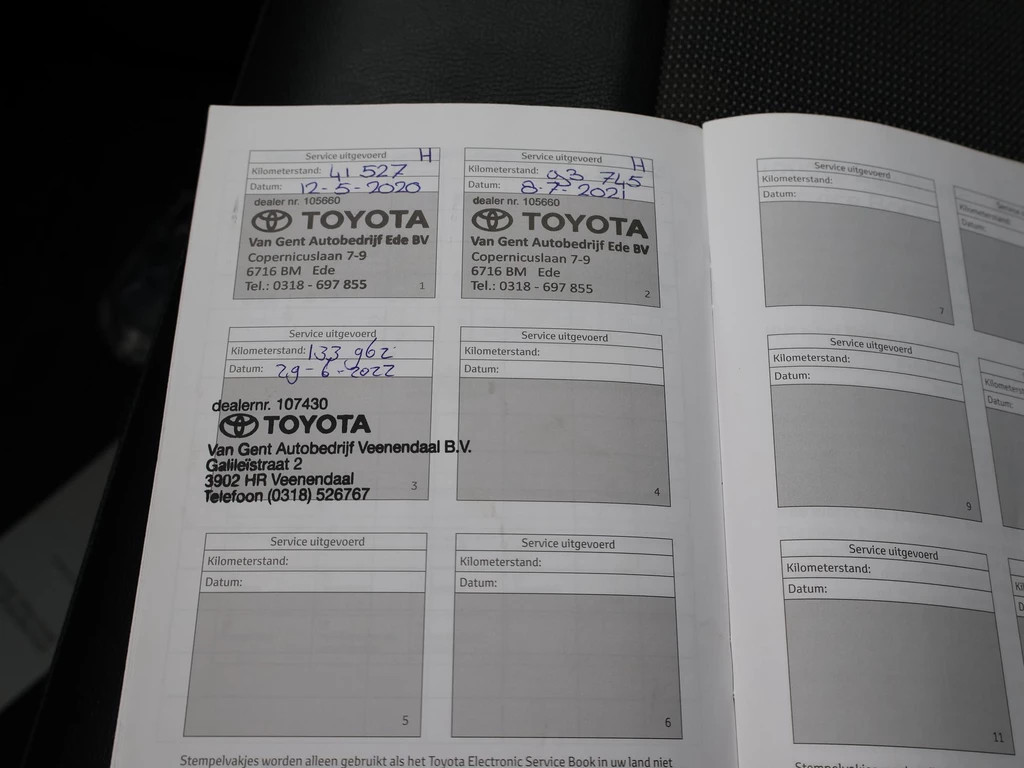 Service uitgevoerd H
Kilometerstand: 41 527
Datum: 12-5-2020
dealer nr. 105660
TOYOTA
Van Gent Autobedrijf Ede BV
Copernicuslaan 7-9
6716 BM Ede
Tel.: 0318 - 697 855
1
Service uitgevoerd H
Kilometerstand: 93 745
Datum: 8-7-2021
dealer nr. 105660
TOYOTA
Van Gent Autobedrijf Ede BV
Copernicuslaan 7-9
6716 BM Ede
Tel.: 0318 - 697 855
2
Service uitgevoerd
Kilometerstand: 133 962
Datum: 29-6-2022
dealernr. 107430
TOYOTA
Van Gent Autobedrijf Veenendaal B.V.
Galileïstraat 2
3902 HR Veenendaal
Telefoon (0318) 526767
3
Service uitgevoerd
Kilometerstand:
Datum:
4
Service uitgevoerd
Kilometerstand:
Datum:
5
Service uitgevoerd
Kilometerstand:
Datum:
6
Stempelvakjes worden alleen gebruikt als het Toyota Electronic Service Book in uw land niet
Service uitgevoerd
Kilometerstand:
Datum:
7
Kilometerstand:
Datum:
Service uitgevoerd
Kilometerstand:
Datum:
9
Datum:
Service uitgevoerd
Kilometerstand:
Datum:
11
Stempelvakjes worden alleen